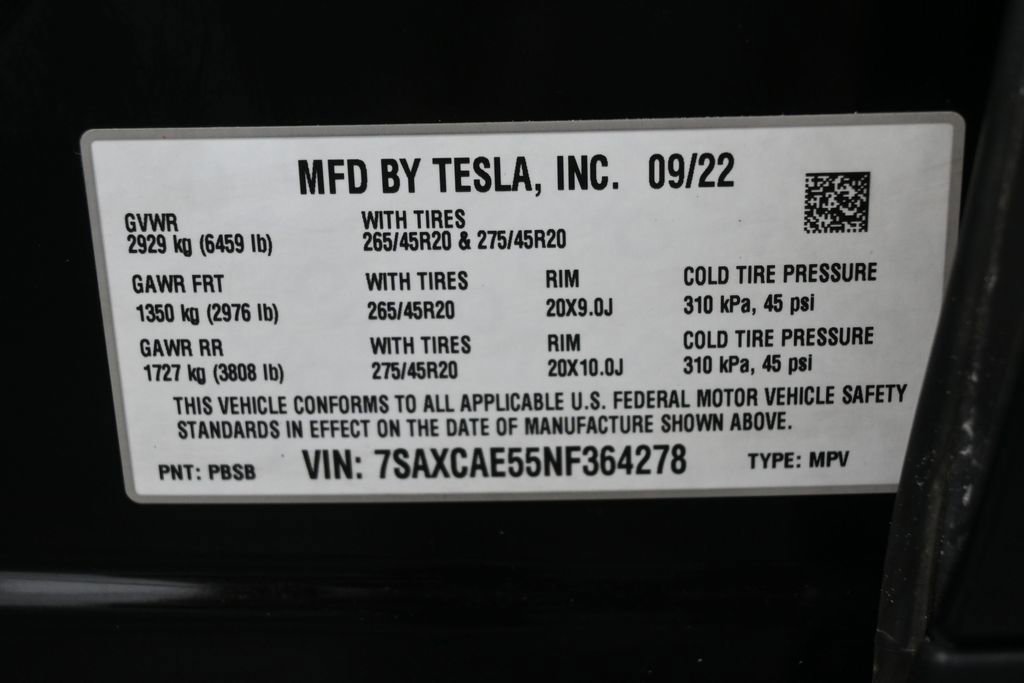 MFD BY TESLA, INC. 09/22
GVWR WITH TIRES
2929 kg (6459 lb) 265/45R20 & 275/45R20
GAWR FRT WITH TIRES RIM COLD TIRE PRESSURE
1350 kg (2976 lb) 265/45R20 20X9.0J 310 kPa, 45 psi
GAWR RR WITH TIRES RIM COLD TIRE PRESSURE
1727 kg (3808 lb) 275/45R20 20X10.0J 310 kPa, 45 psi
THIS VEHICLE CONFORMS TO ALL APPLICABLE U.S. FEDERAL MOTOR VEHICLE SAFETY
STANDARDS IN EFFECT ON THE DATE OF MANUFACTURE SHOWN ABOVE.
PNT: PBSB VIN: 7SAXCAE55NF364278 TYPE: MPV